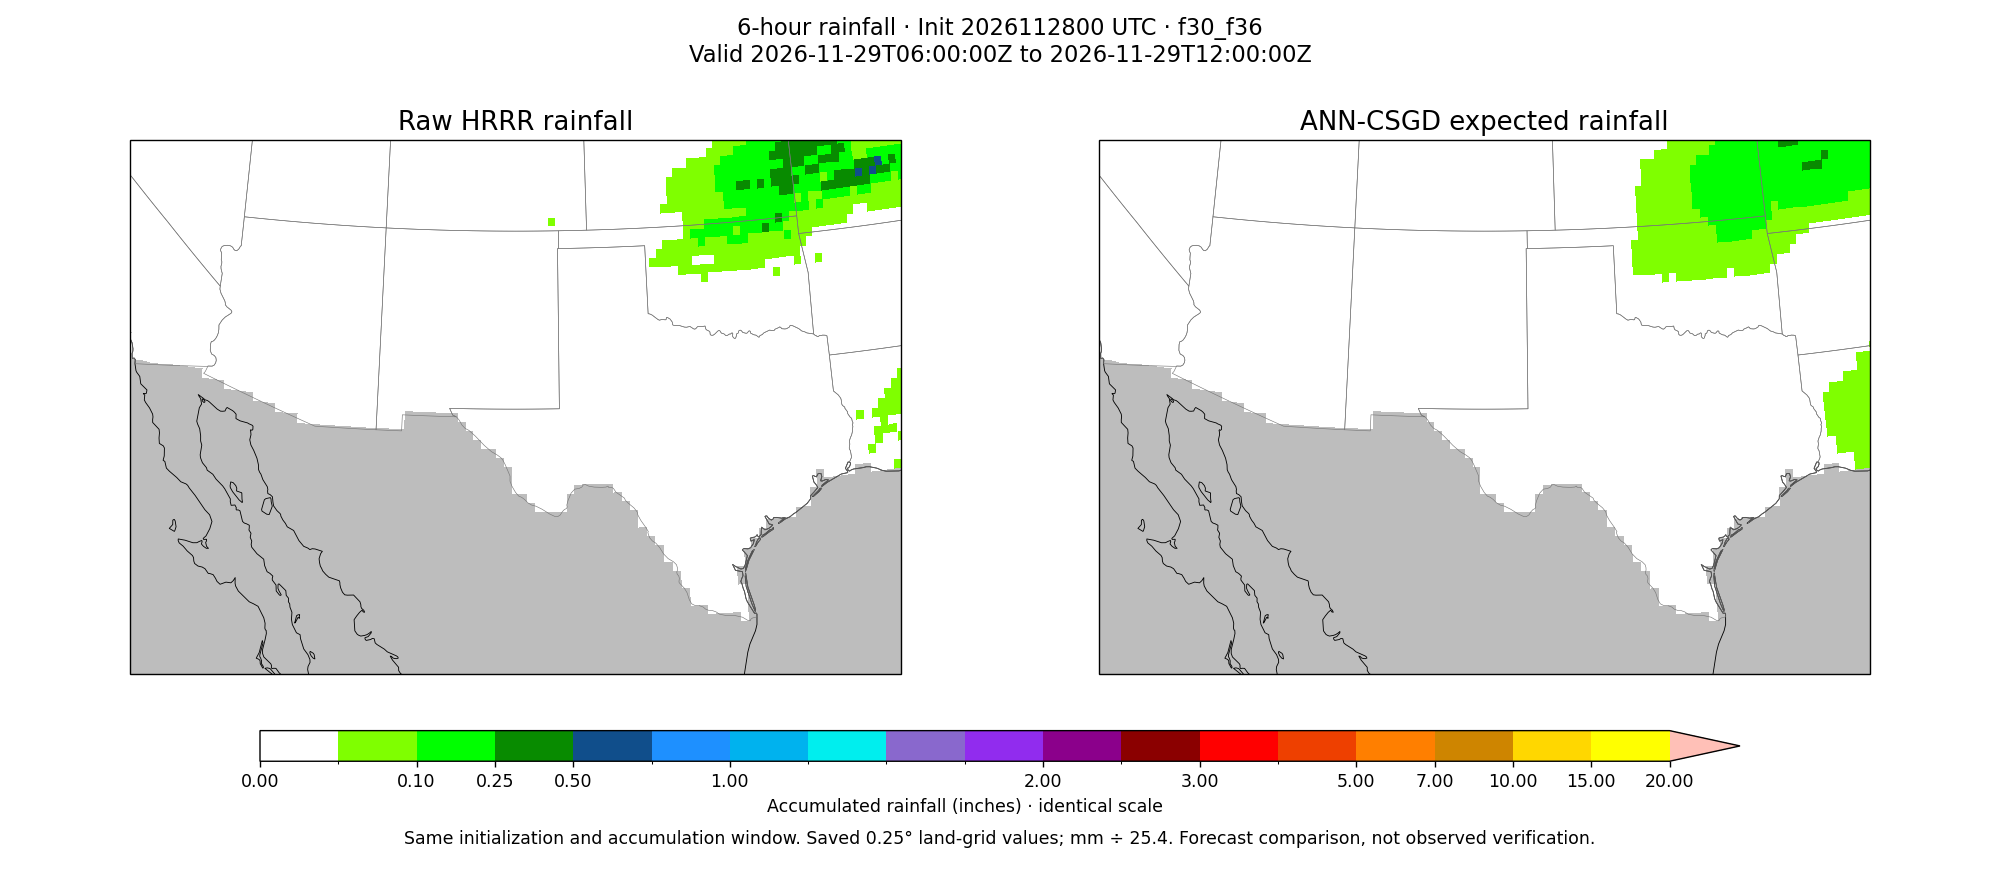 6-hour rainfall · Init 2026112800 UTC · f30_f36
Valid 2026-11-29T06:00:00Z to 2026-11-29T12:00:00Z
Raw HRRR rainfall
ANN-CSGD expected rainfall
0.00 0.10 0.25 0.50 1.00 2.00 3.00 5.00 7.00 10.00 15.00 20.00
Accumulated rainfall (inches) · identical scale
Same initialization and accumulation window. Saved 0.25° land-grid values; mm ÷ 25.4. Forecast comparison, not observed verification.